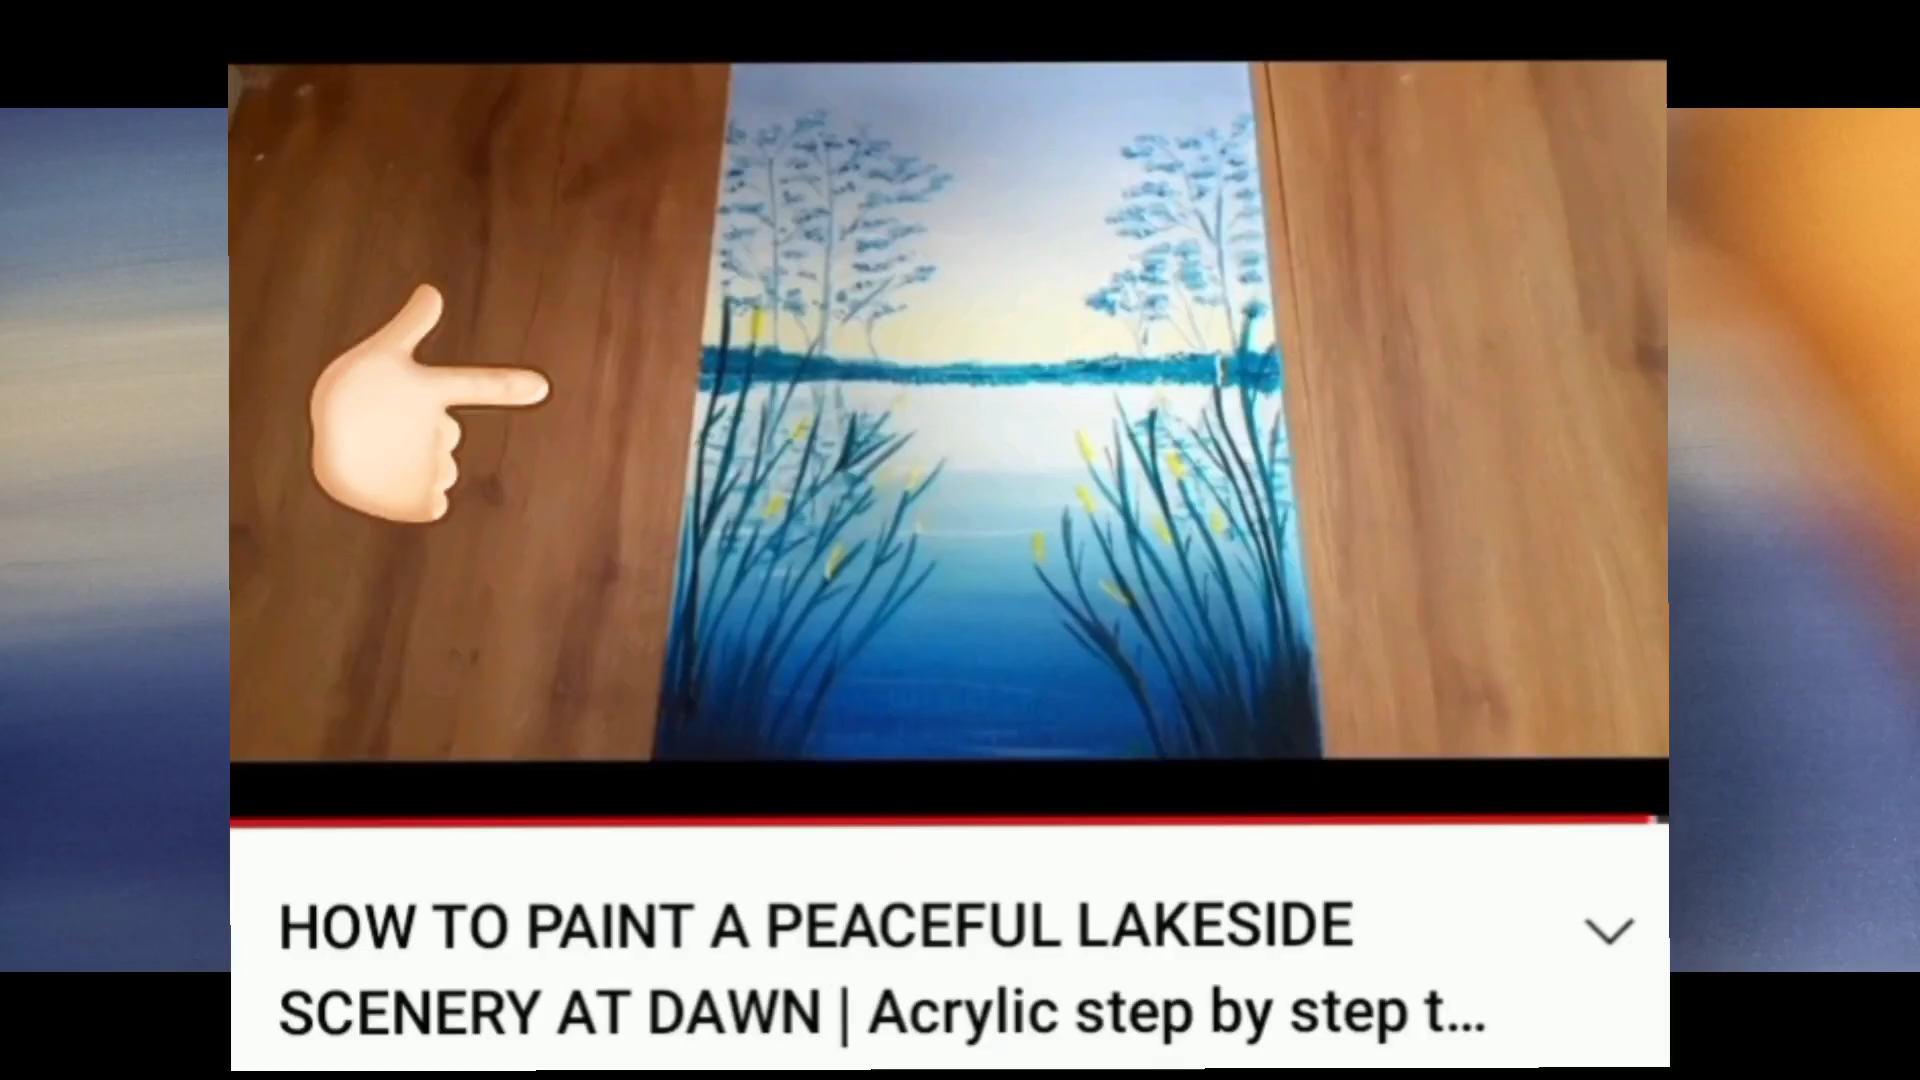 HOW TO PAINT A PEACEFUL LAKESIDE
SCENERY AT DAWN | Acrylic step by step t...